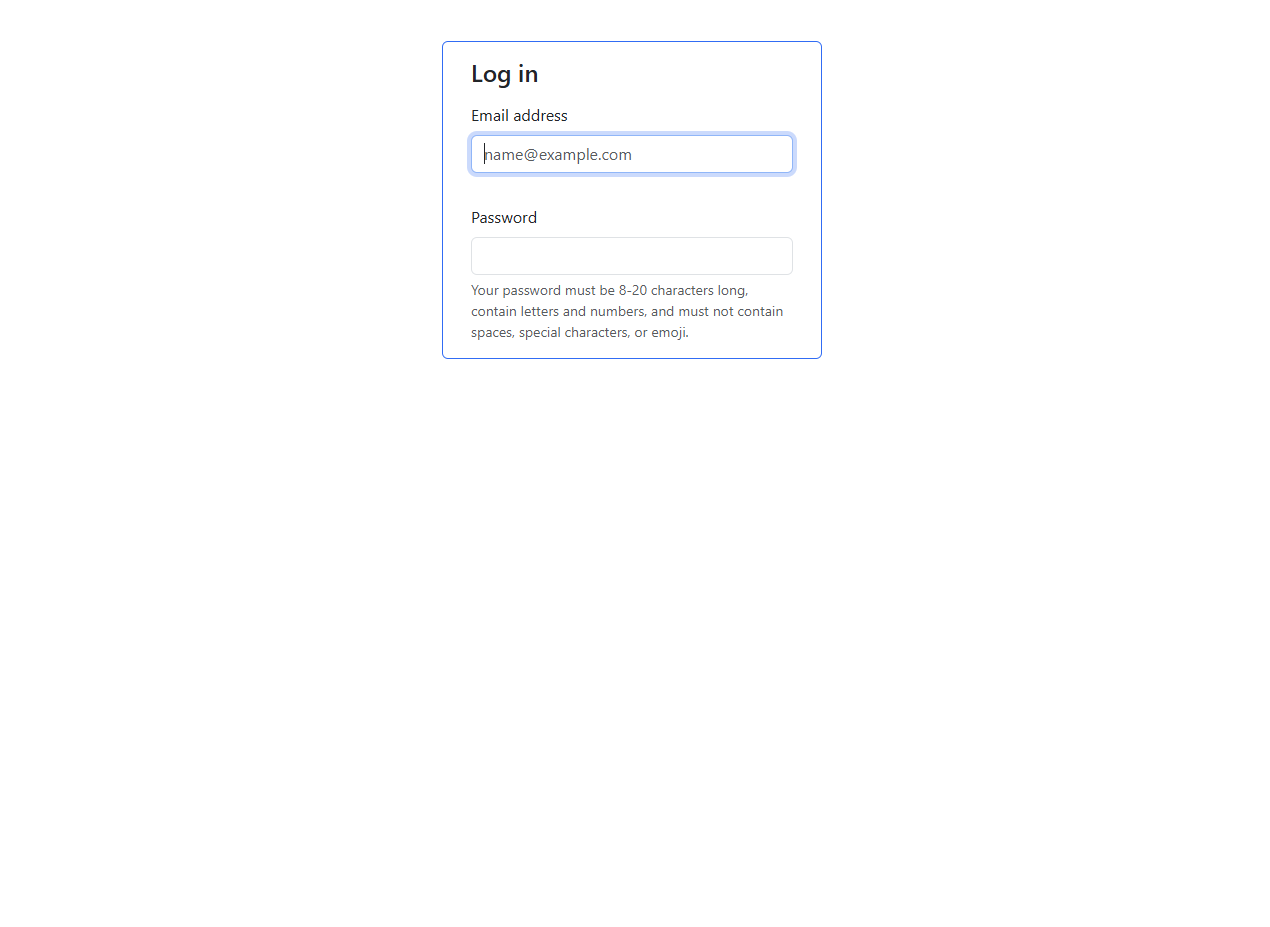 Log in
Email address
name@example.com
Password
Your password must be 8-20 characters long,
contain letters and numbers, and must not contain
spaces, special characters, or emoji.